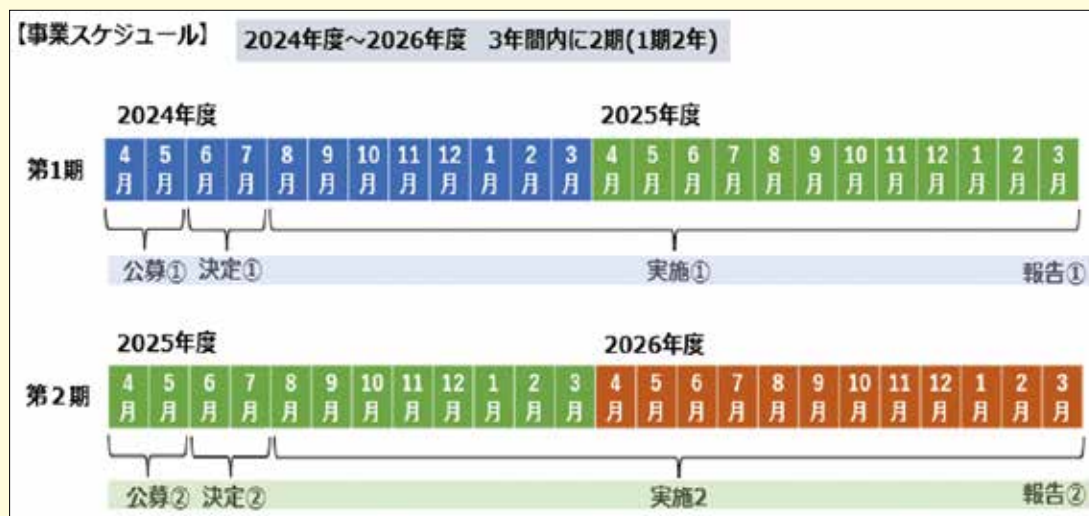 【事業スケジュール】 2024年度～2026年度 3年間内に2期(1期2年)
2024年度 2025年度
第1期 4月 5月 6月 7月 8月 9月 10月 11月 12月 1月 2月 3月 4月 5月 6月 7月 8月 9月 10月 11月 12月 1月 2月 3月
公募① 決定① 実施① 報告①
2025年度 2026年度
第2期 4月 5月 6月 7月 8月 9月 10月 11月 12月 1月 2月 3月 4月 5月 6月 7月 8月 9月 10月 11月 12月 1月 2月 3月
公募② 決定② 実施2 報告②